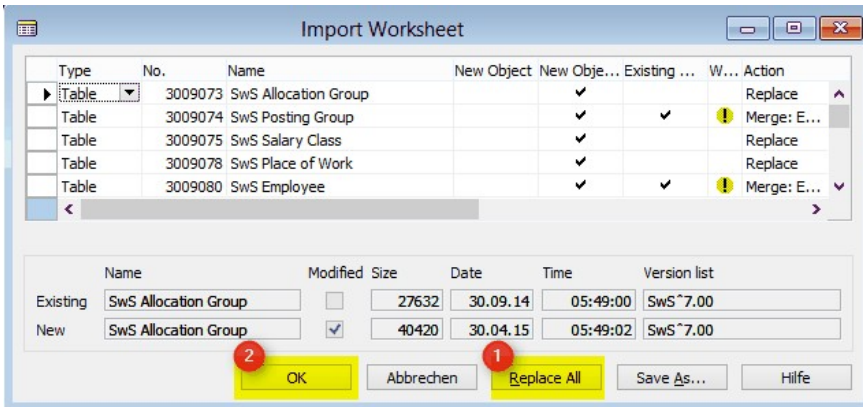 Import Worksheet
Type No. Name New Object New Obje... Existing ... W... Action
Table 3009073 SwS Allocation Group Replace
Table 3009074 SwS Posting Group Merge: E...
Table 3009075 SwS Salary Class Replace
Table 3009078 SwS Place of Work Replace
Table 3009080 SwS Employee Merge: E...
Name Modified Size Date Time Version list
Existing SwS Allocation Group 27632 30.09.14 05:49:00 SwS^7.00
New SwS Allocation Group 40420 30.04.15 05:49:02 SwS^7.00
2 1
OK Abbrechen Replace All Save As... Hilfe